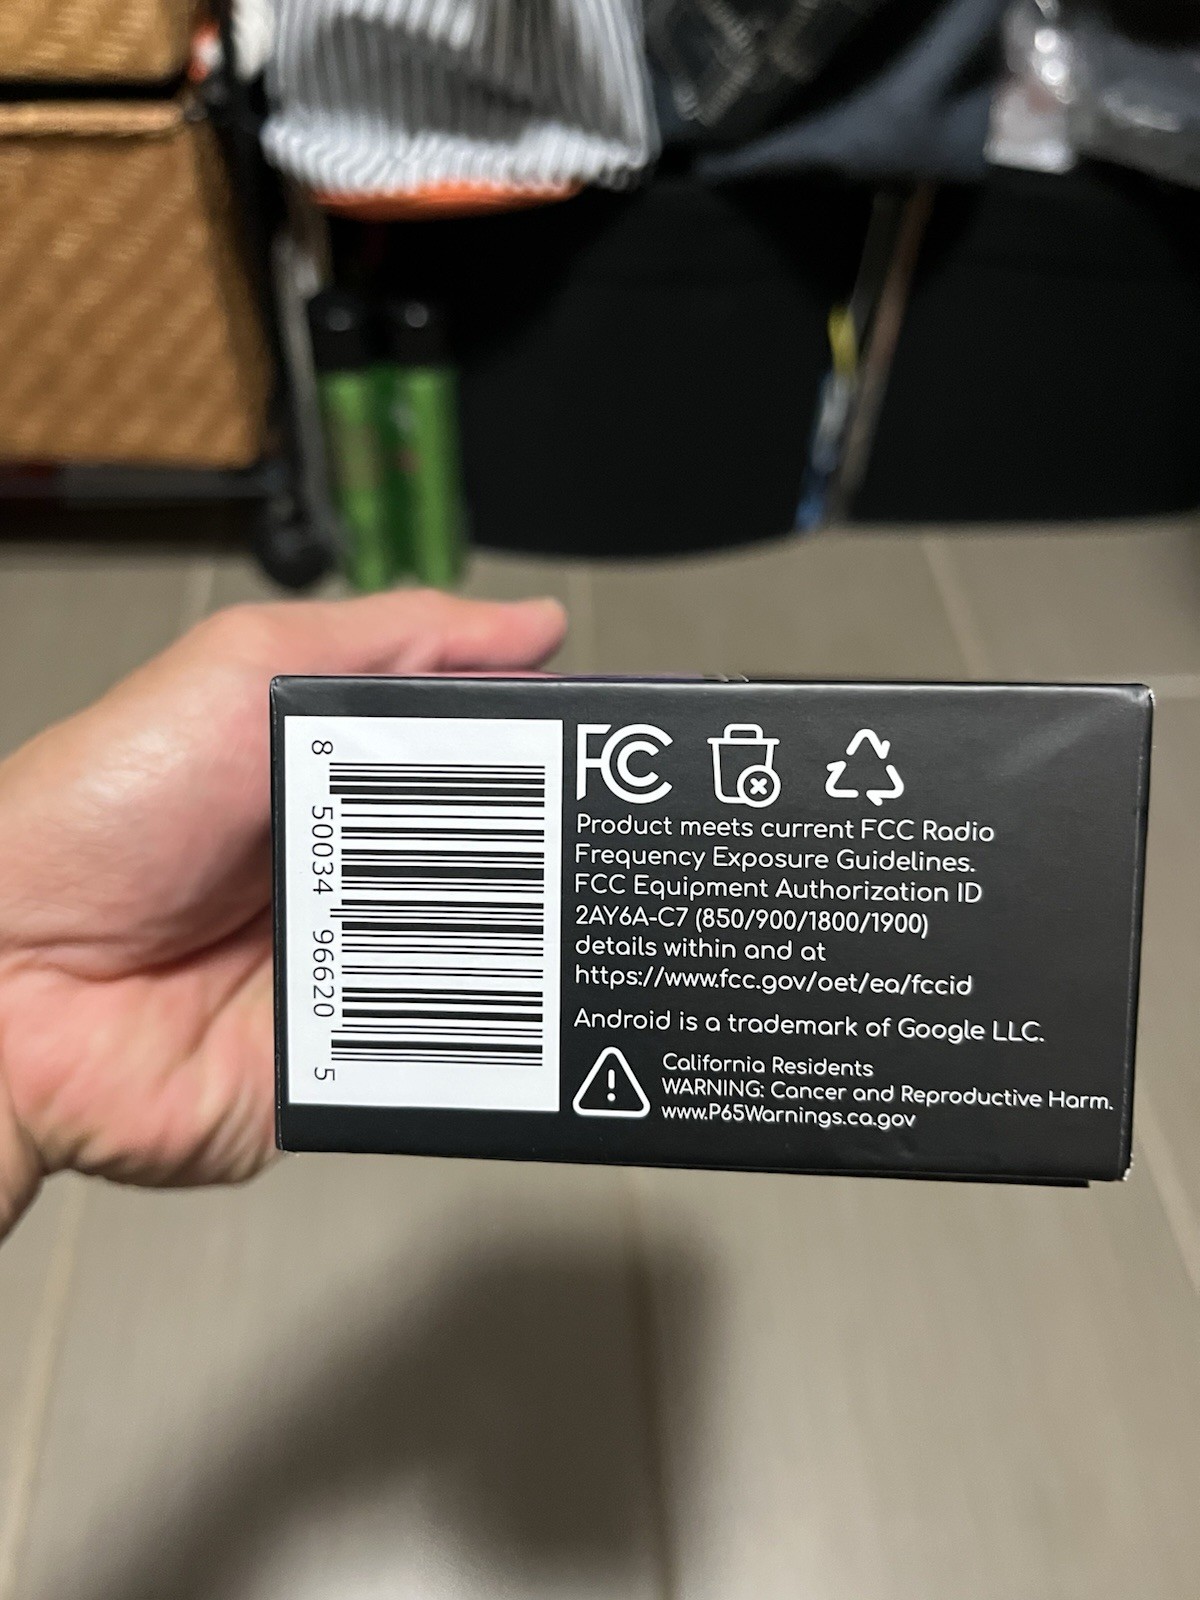 8 50034 96620 5
FC
Product meets current FCC Radio
Frequency Exposure Guidelines.
FCC Equipment Authorization ID
2AY6A-C7 (850/900/1800/1900)
details within and at
https://www.fcc.gov/oet/ea/fccid
Android is a trademark of Google LLC.
California Residents
WARNING: Cancer and Reproductive Harm.
www.P65Warnings.ca.gov